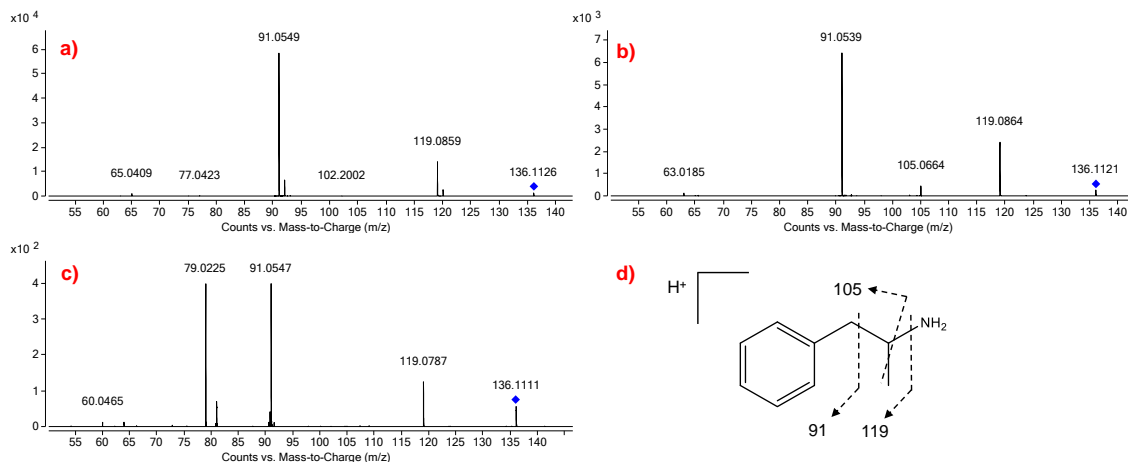 x10 4
a)
91.0549
6
5
4
3
2
1
0
65.0409
77.0423
102.2002
119.0859
136.1126
55 60 65 70 75 80 85 90 95 100 105 110 115 120 125 130 135 140
Counts vs. Mass-to-Charge (m/z)
x10 3
b)
91.0539
7
6
5
4
3
2
1
0
63.0185
105.0664
119.0864
136.1121
55 60 65 70 75 80 85 90 95 100 105 110 115 120 125 130 135 140
Counts vs. Mass-to-Charge (m/z)
x10 2
c)
79.0225
91.0547
4
2
0
60.0465
119.0787
136.1111
55 60 65 70 75 80 85 90 95 100 105 110 115 120 125 130 135 140
Counts vs. Mass-to-Charge (m/z)
d)
H+
105
NH2
91
119